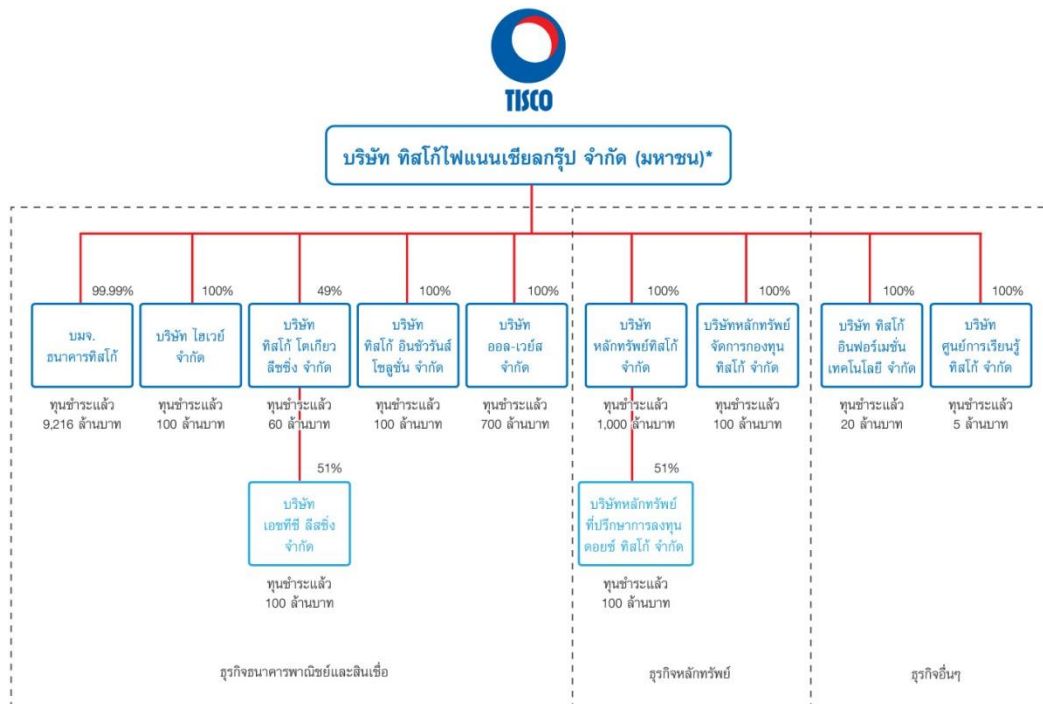 TISCO
บริษัท ทิสโก้ไฟแนนเชียลกรุ๊ป จำกัด (มหาชน)*
99.99%
100%
49%
100%
100%
100%
100%
100%
100%
บมจ.
ธนาคารทิสโก้
บริษัท ไฮเวย์
จำกัด
บริษัท
ทิสโก้ โตเกียว
ลีซซิ่ง จำกัด
บริษัท
ทิสโก้ อินชัวรันส์
โซลูชั่น จำกัด
บริษัท
ออล-เวย์ส
จำกัด
บริษัท
หลักทรัพย์ทิสโก้
จำกัด
บริษัทหลักทรัพย์
จัดการกองทุน
ทิสโก้ จำกัด
บริษัท ทิสโก้
อินฟอร์เมชั่น
เทคโนโลยี จำกัด
บริษัท
ศูนย์การเรียนรู้
ทิสโก้ จำกัด
ทุนชำระแล้ว
9,216 ล้านบาท
ทุนชำระแล้ว
100 ล้านบาท
ทุนชำระแล้ว
60 ล้านบาท
ทุนชำระแล้ว
100 ล้านบาท
ทุนชำระแล้ว
700 ล้านบาท
ทุนชำระแล้ว
1,000 ล้านบาท
ทุนชำระแล้ว
100 ล้านบาท
ทุนชำระแล้ว
20 ล้านบาท
ทุนชำระแล้ว
5 ล้านบาท
51%
51%
บริษัท
เอชทีซี ลีสซิ่ง
จำกัด
บริษัทหลักทรัพย์
ที่ปรึกษาการลงทุน
ดอยซ์ ทิสโก้ จำกัด
ทุนชำระแล้ว
100 ล้านบาท
ทุนชำระแล้ว
100 ล้านบาท
ธุรกิจธนาคารพาณิชย์และสินเชื่อ
ธุรกิจหลักทรัพย์
ธุรกิจอื่นๆ